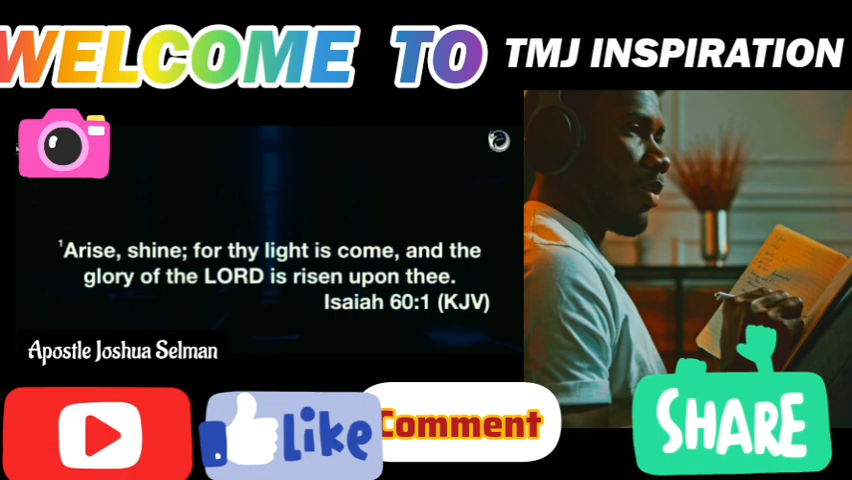 WELCOME TO TMJ INSPIRATION
¹Arise, shine; for thy light is come, and the
glory of the LORD is risen upon thee.
Isaiah 60:1 (KJV)
Apostle Joshua Selman
Like
Comment
SHARE